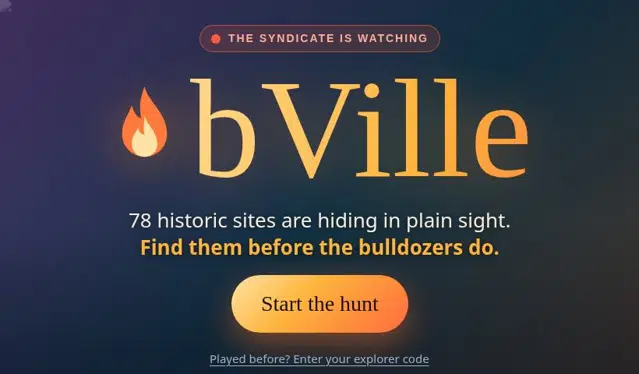 THE SYNDICATE IS WATCHING
bVille
78 historic sites are hiding in plain sight.
Find them before the bulldozers do.
Start the hunt
Played before? Enter your explorer code